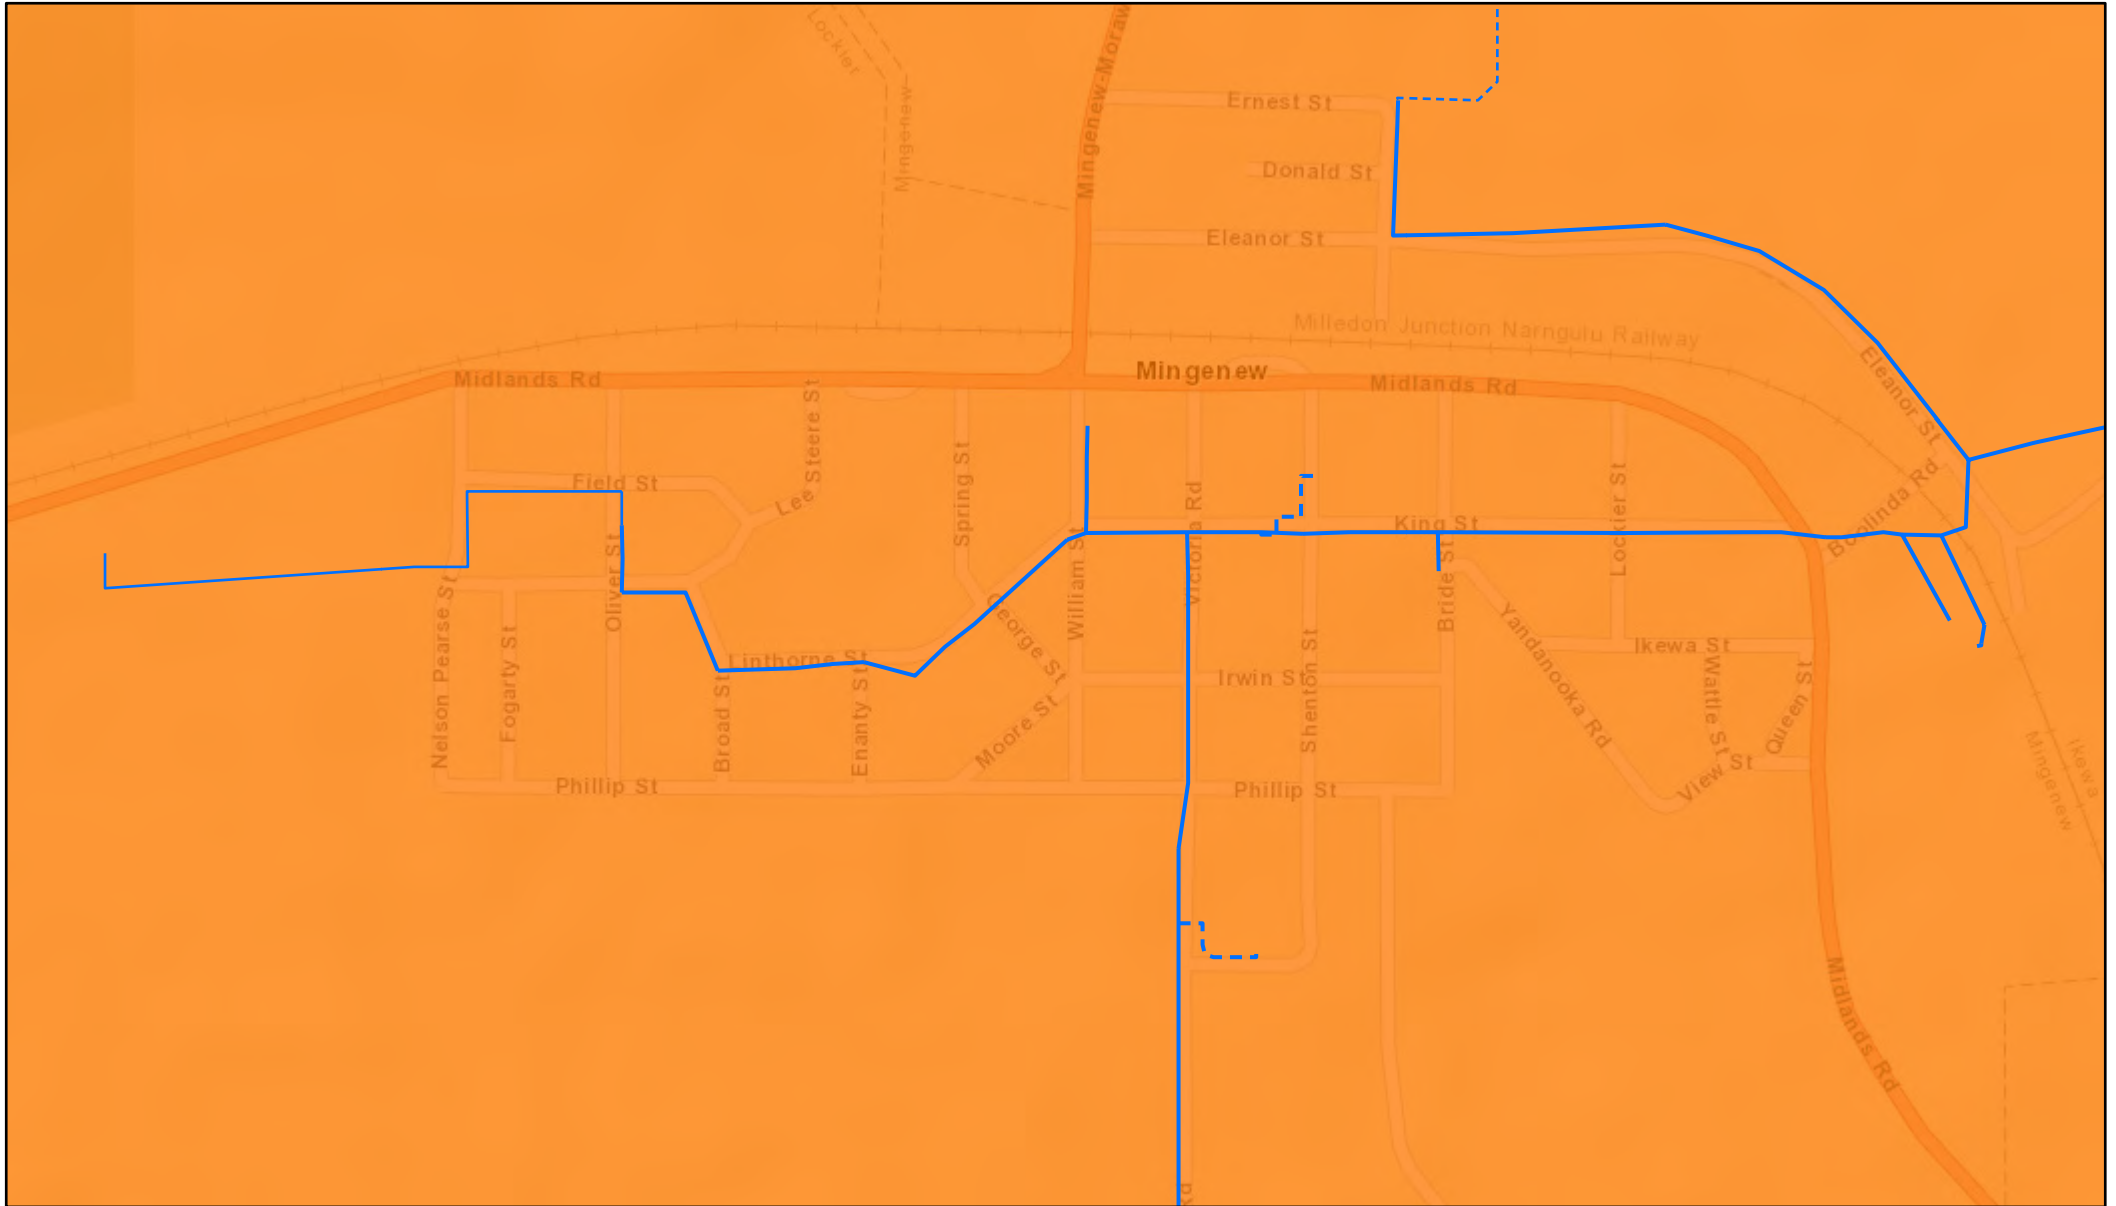 Lockier
Mingenew-Moraw
Mingenew
Ernest St
Donald St
Eleanor St
Milledon Junction Narngulu Railway
Midlands Rd
Mingenew
Midlands Rd
Eleanor St
Lee Steere St
Field St
Spring St
Victoria Rd
King St
Lockier St
Boolinda Rd
Oliver St
William St
Bride St
Nelson Pearse St
Fogarty St
George St
Yandanooka Rd
Ikewa St
Linthorne St
Broad St
Enanty St
Moore St
Irwin St
Shenton St
Wattle St
Queen St
View St
Phillip St
Phillip St
Ikewa
Mingenew
Midlands Rd